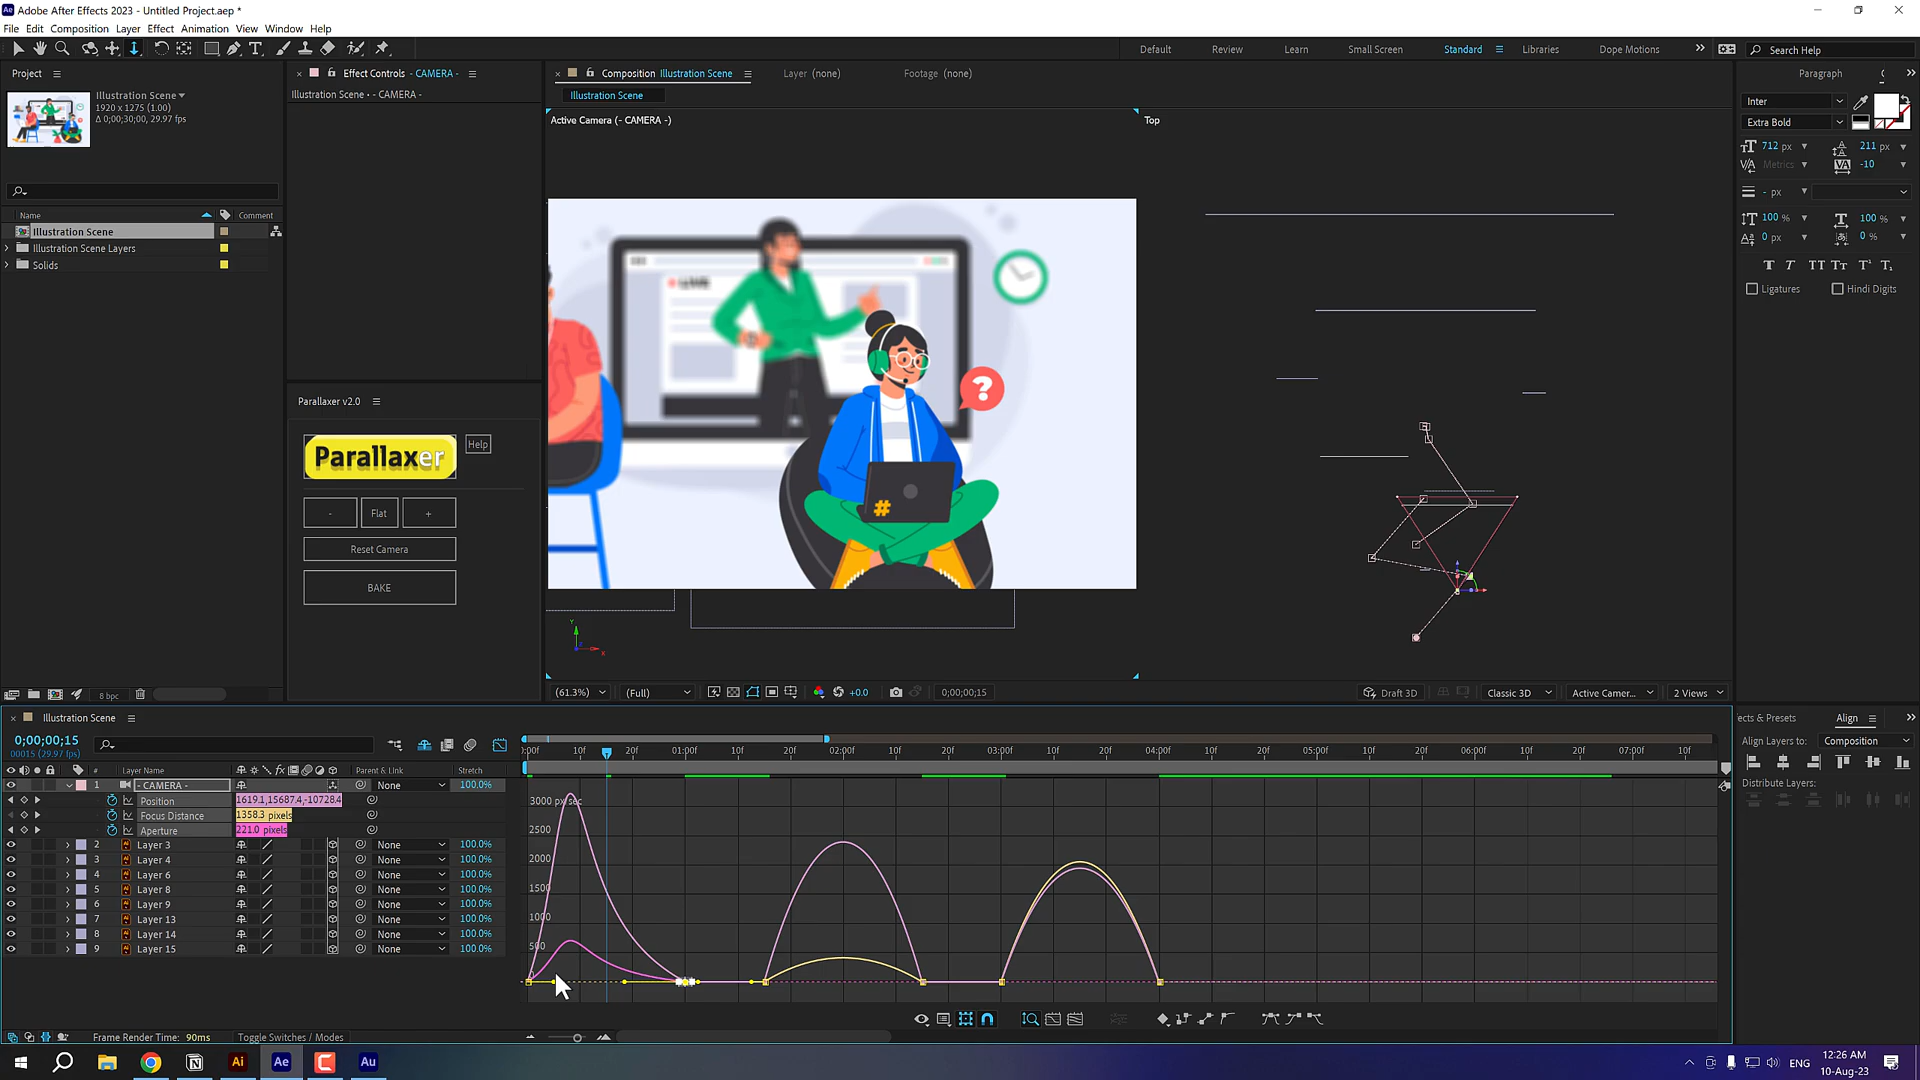 Adobe After Effects 2023 - Untitled Project.aep *
File Edit Composition Layer Effect Animation View Window Help
Default Review Learn Small Screen Standard Libraries Dope Motions Search Help
Project
Illustration Scene
1920 x 1275 (1.00)
Δ 0;00;30;00, 29.97 fps
Name Comment
Illustration Scene
Illustration Scene Layers
Solids
8 bpc
Effect Controls - CAMERA -
Illustration Scene • - CAMERA -
Parallaxer v2.0
Parallaxer
Help
- Flat +
Reset Camera
BAKE
Composition Illustration Scene Layer (none) Footage (none)
Illustration Scene
Active Camera (- CAMERA -)
Top
LIVE
?
#
Y
X
(61.3%) (Full) +0.0 0;00;00;15 Draft 3D Classic 3D Active Camer... 2 Views
Paragraph
Inter
Extra Bold
712 px 211 px
Metrics -10
- px
100 % 100 %
0 px 0 %
Ligatures Hindi Digits
Illustration Scene
0;00;00;15
00015 (29.97 fps)
# Layer Name Parent & Link Stretch
1 - CAMERA - None 100.0%
Position 1619.1,15687.4,-10728.4
Focus Distance 1358.3 pixels
Aperture 221.0 pixels
2 Layer 3 None 100.0%
3 Layer 4 None 100.0%
4 Layer 6 None 100.0%
5 Layer 8 None 100.0%
6 Layer 9 None 100.0%
7 Layer 13 None 100.0%
8 Layer 14 None 100.0%
9 Layer 15 None 100.0%
Frame Render Time: 90ms Toggle Switches / Modes
:00f 10f 20f 01:00f 10f 20f 02:00f 10f 20f 03:00f 10f 20f 04:00f 10f 20f 05:00f 10f 20f 06:00f 10f 20f 07:00f 10f
3000 px/sec
2500
2000
1500
1000
500
0
ects & Presets Align
Align Layers to: Composition
Distribute Layers:
Ai Ae Au
ENG
12:26 AM
10-Aug-23